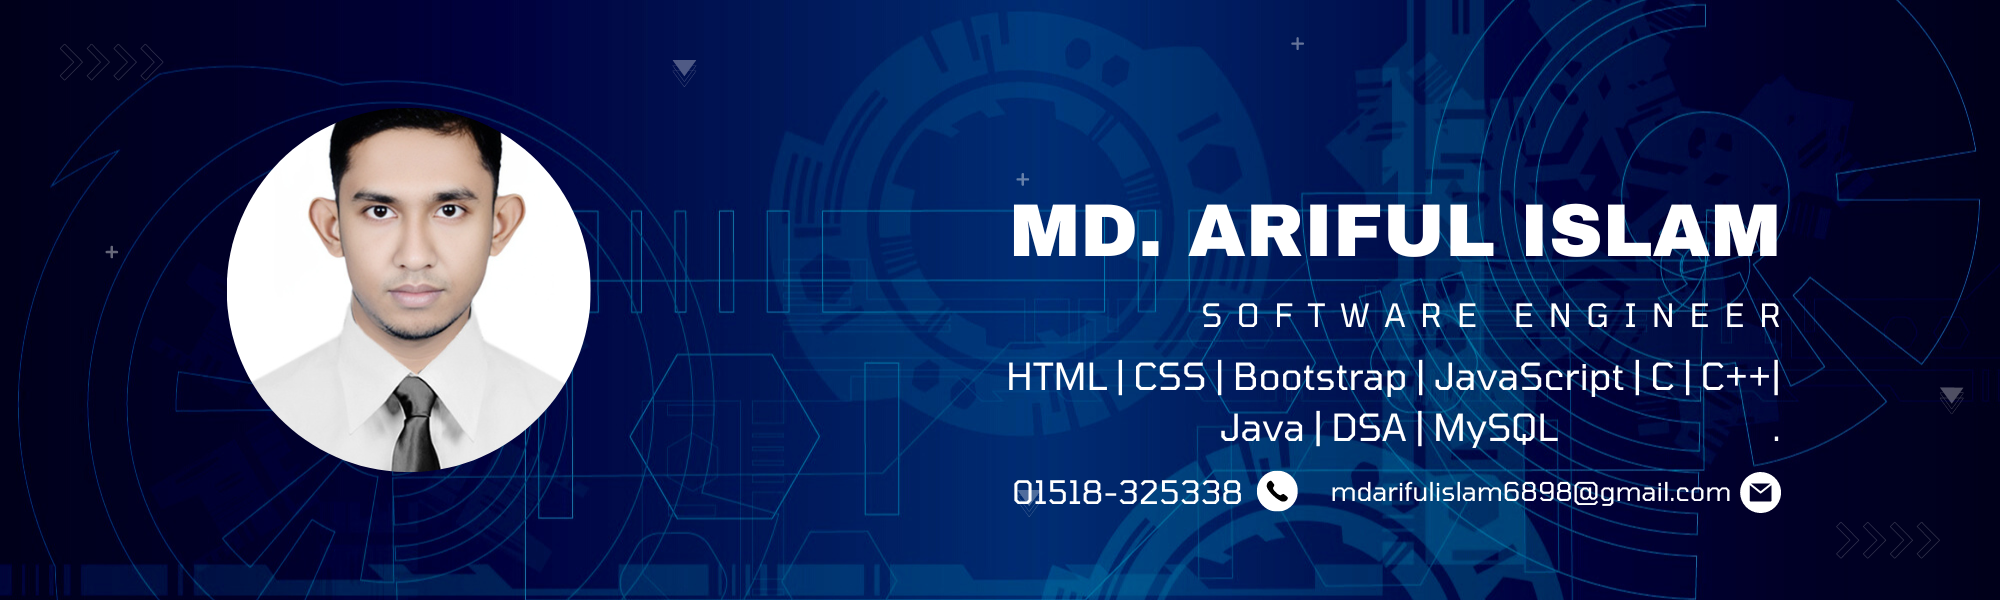 MD. ARIFUL ISLAM
SOFTWARE ENGINEER
HTML | CSS | Bootstrap | JavaScript | C | C++|
Java | DSA | MySQL .
01518-325338 mdarifulislam6898@gmail.com